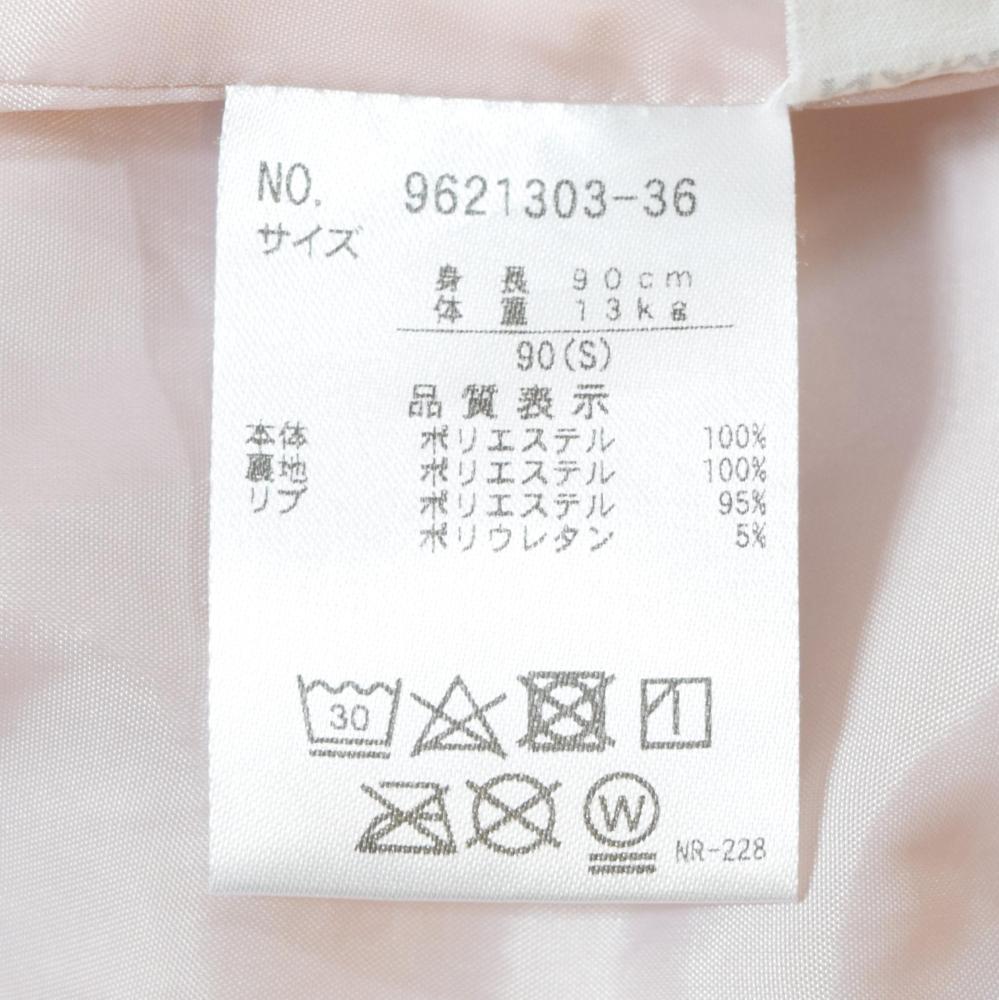 NO. 9621303-36
サイズ
身長 90cm
体重 13kg
90(S)
品質表示
本体 ポリエステル 100%
裏地 ポリエステル 100%
リブ ポリエステル 95%
ポリウレタン 5%
30
W
NR-228